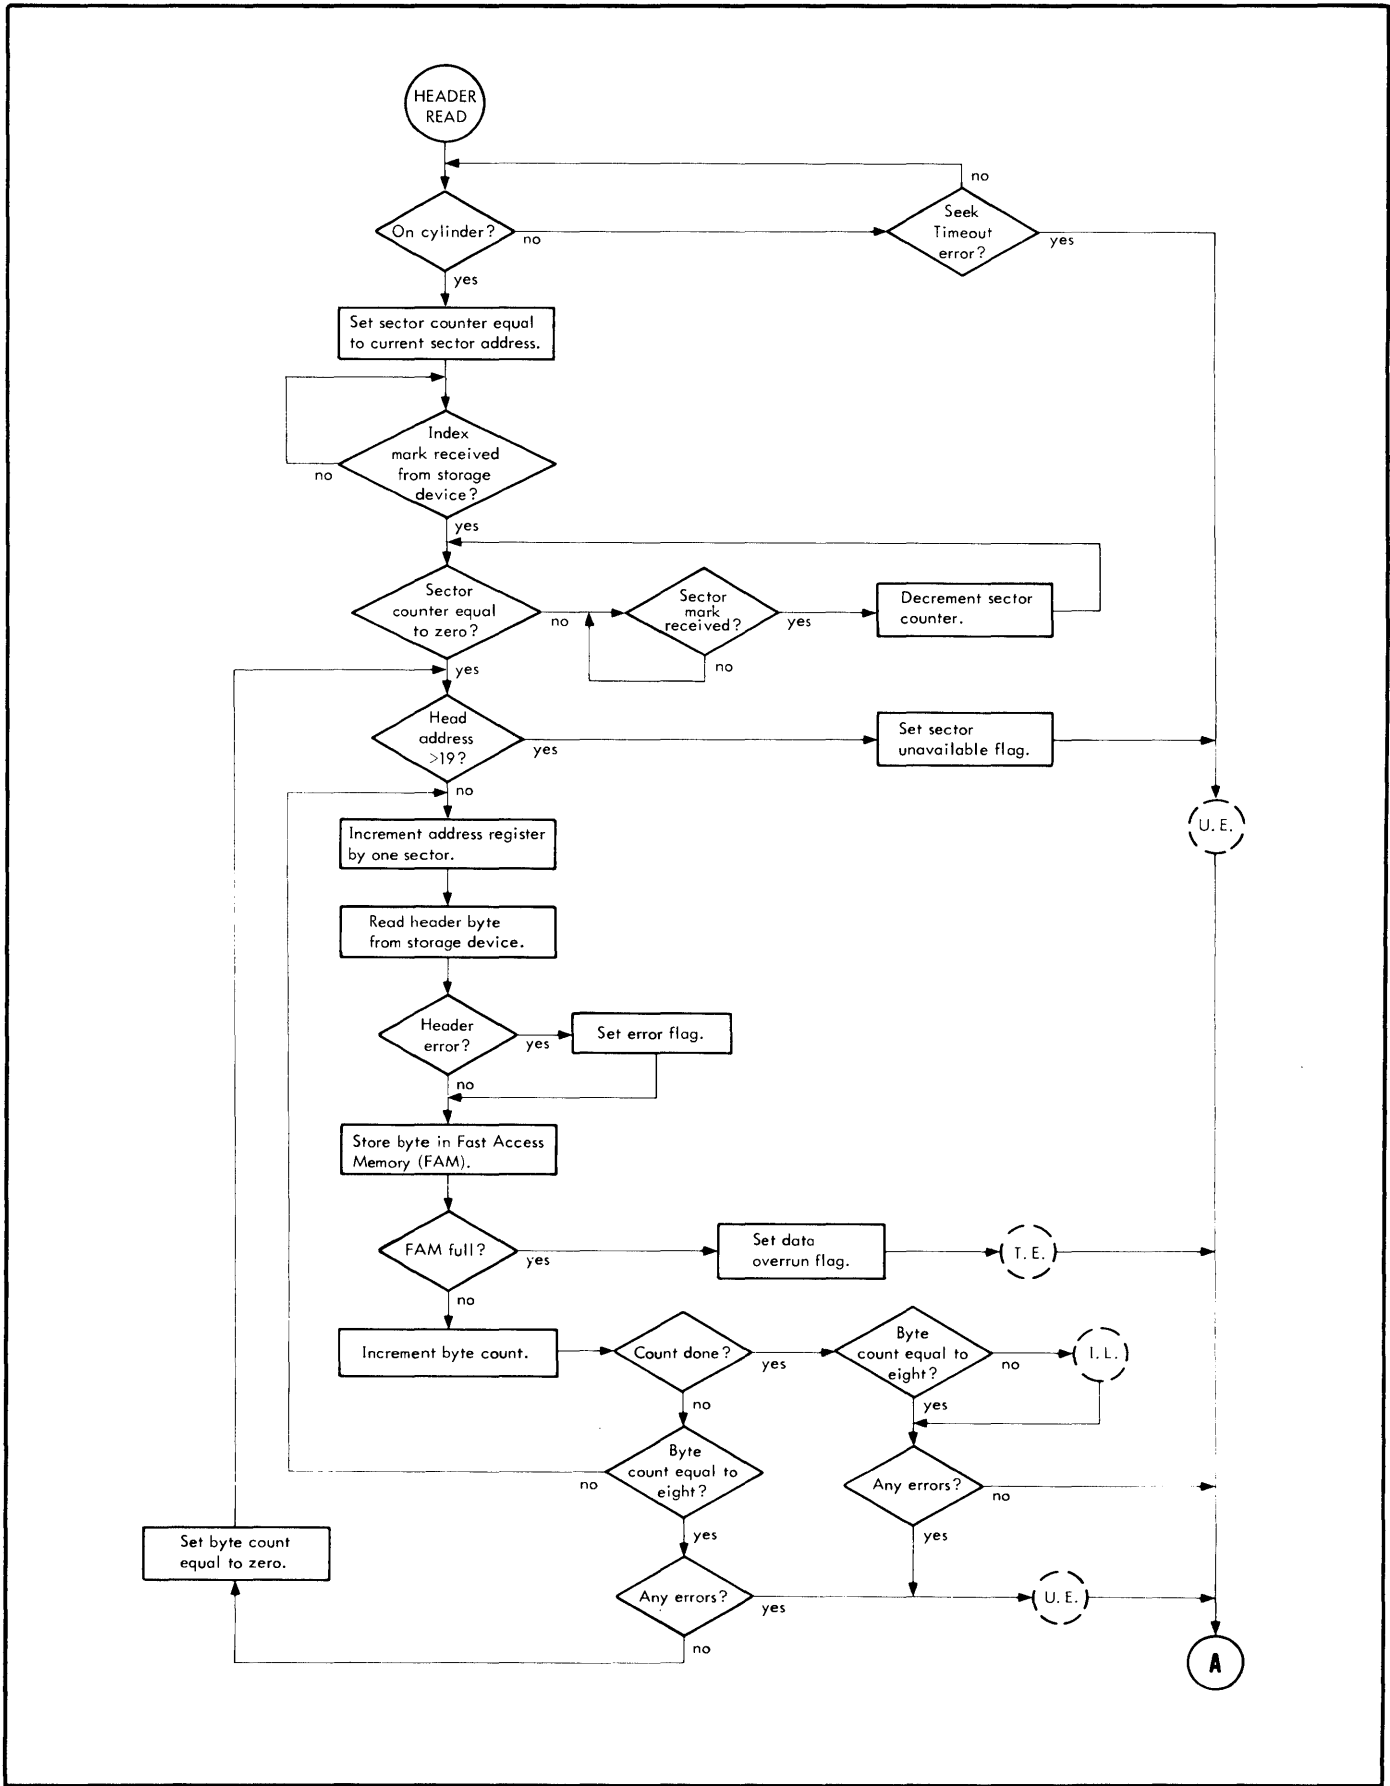 HEADER
READ
no
On cylinder?
no
Seek
Timeout
error?
yes
yes
Set sector counter equal
to current sector address.
Index
mark received
from storage
device?
no
yes
Sector
counter equal
to zero?
no
Sector
mark
received?
yes
no
Decrement sector
counter.
yes
Head
address
>19?
yes
Set sector
unavailable flag.
no
U. E.
Increment address register
by one sector.
Read header byte
from storage device.
Header
error?
yes
Set error flag.
no
Store byte in Fast Access
Memory (FAM).
FAM full?
yes
Set data
overrun flag.
T. E.
no
Increment byte count.
Count done?
yes
Byte
count equal to
eight?
no
I. L.
no
yes
Byte
count equal to
eight?
no
Any errors?
no
yes
yes
Set byte count
equal to zero.
Any errors?
yes
U. E.
no
A